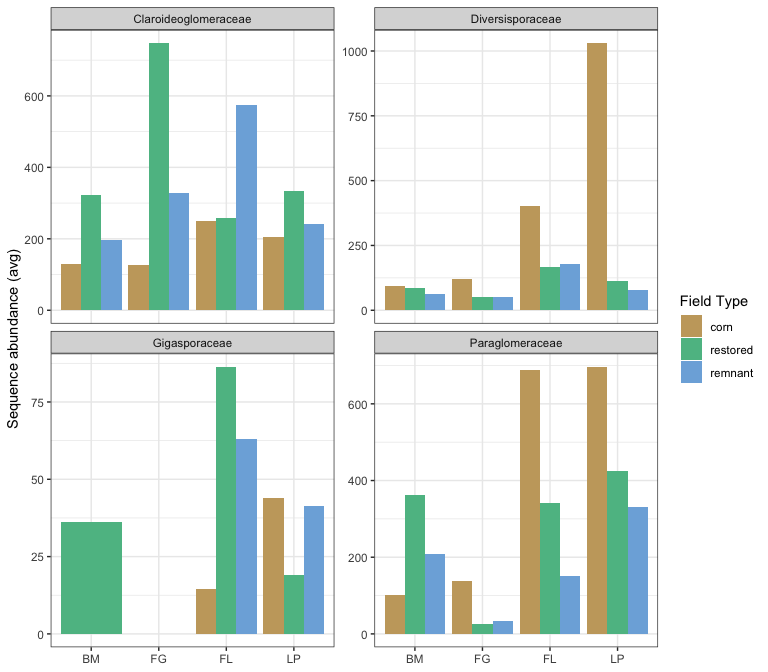 Claroideoglomeraceae
Diversisporaceae
600
400
200
0
1000
750
500
250
0
Sequence abundance (avg)
Gigasporaceae
Paraglomeraceae
75
50
25
0
600
400
200
0
BM FG FL LP
BM FG FL LP
Field Type
corn
restored
remnant